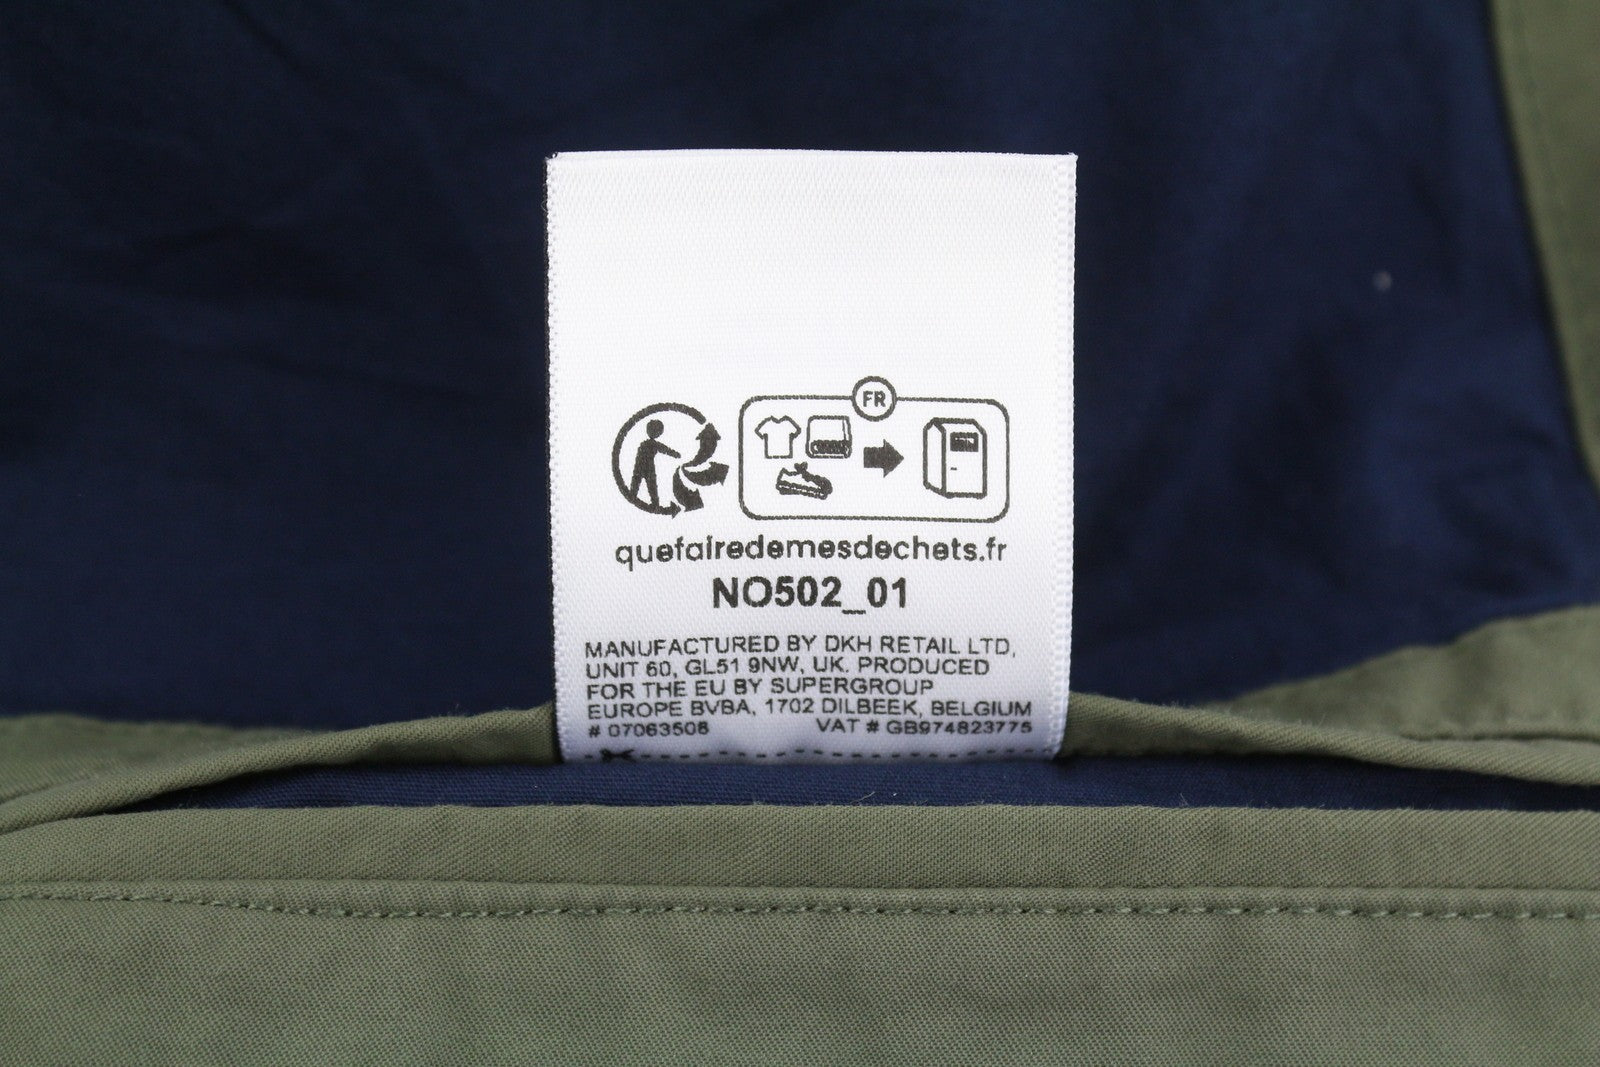 FR
quefairedemesdechets.fr
NO502_01
MANUFACTURED BY DKH RETAIL LTD,
UNIT 60, GL51 9NW, UK. PRODUCED
FOR THE EU BY SUPERGROUP
EUROPE BVBA, 1702 DILBEEK, BELGIUM
# 07063508 VAT # GB974823775